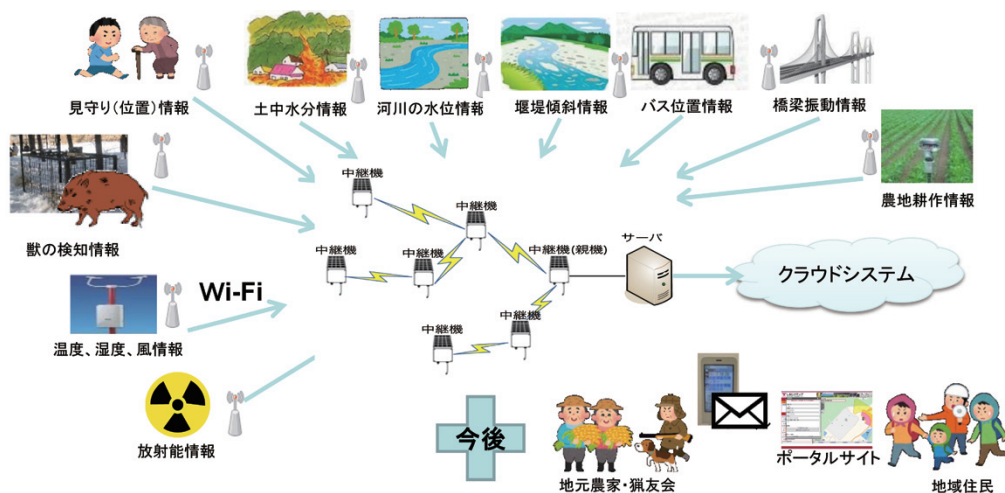 見守り(位置)情報
土中水分情報
河川の水位情報
堰堤傾斜情報
バス位置情報
橋梁振動情報
農地耕作情報
獣の検知情報
中継機
中継機
中継機
中継機
中継機(親機)
サーバ
クラウドシステム
Wi-Fi
中継機
中継機
温度、湿度、風情報
放射能情報
今後
地元農家・猟友会
ポータルサイト
地域住民